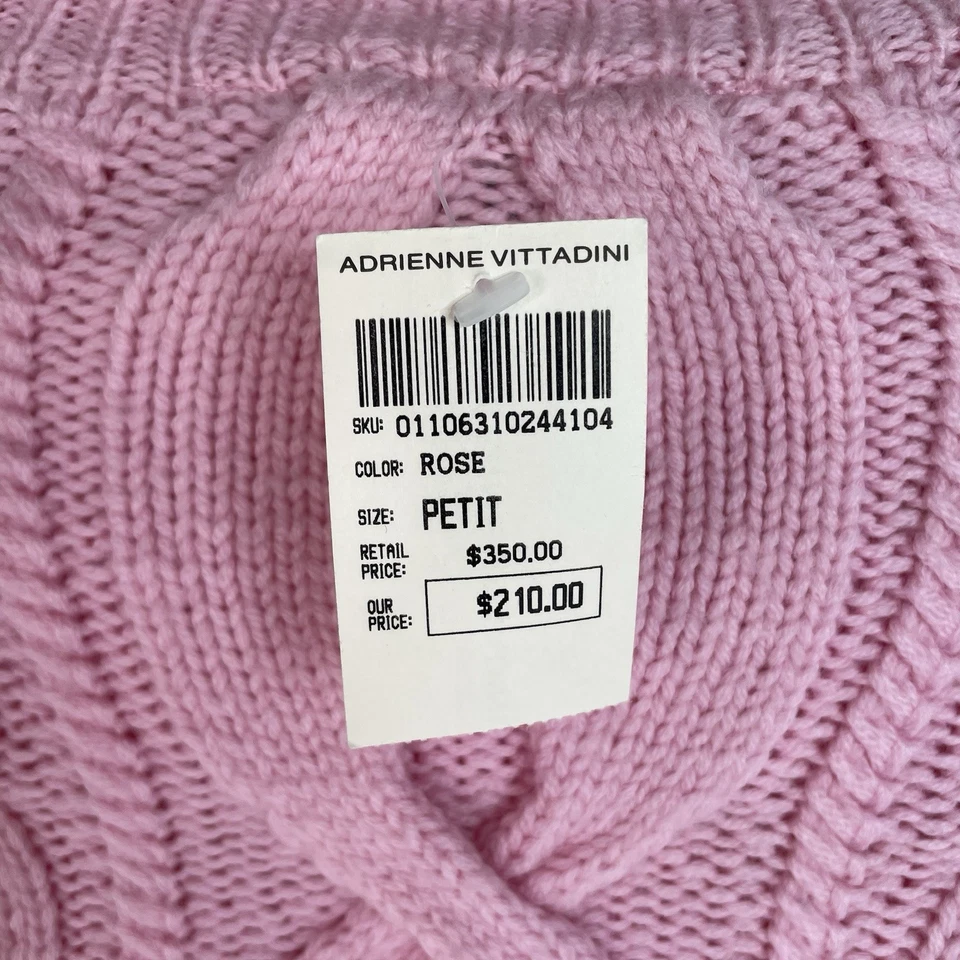 ADRIENNE VITTADINI
SKU: 01106310244104
COLOR: ROSE
SIZE: PETIT
RETAIL PRICE: $350.00
OUR PRICE: $210.00